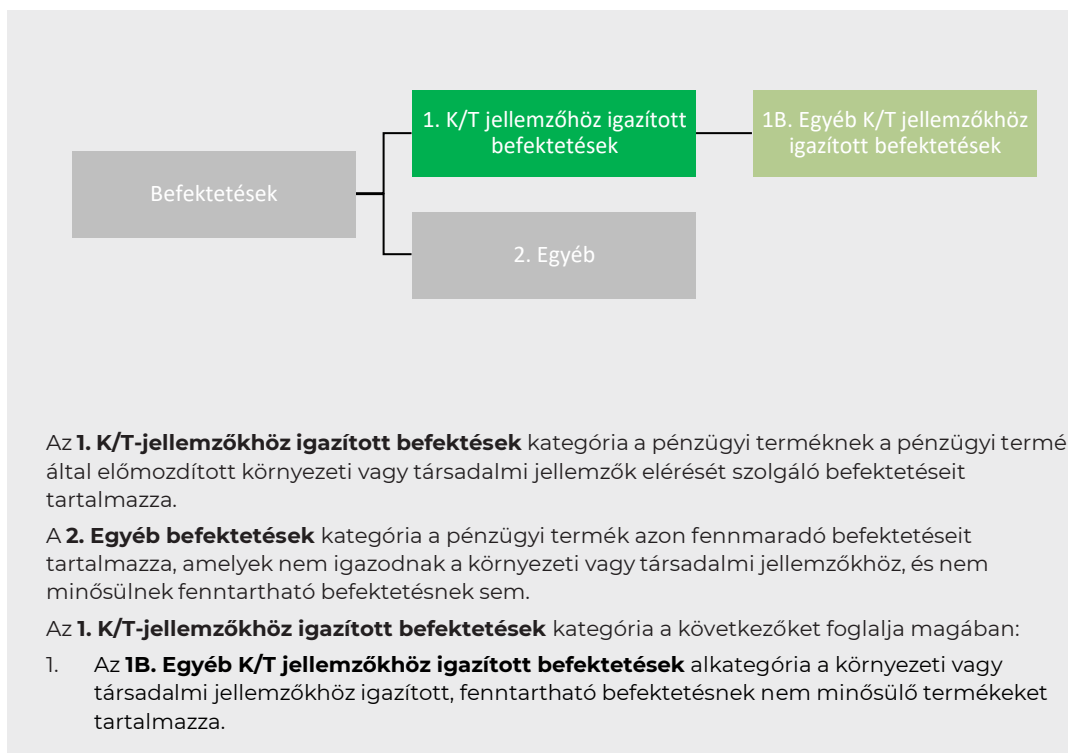 1. K/T jellemzőhöz igazított
befektetések
1B. Egyéb K/T jellemzőkhöz
igazított befektetések
Befektetések
2. Egyéb
Az 1. K/T-jellemzőkhöz igazított befektések kategória a pénzügyi terméknek a pénzügyi termé
által előmozdított környezeti vagy társadalmi jellemzők elérését szolgáló befektetéseit
tartalmazza.
A 2. Egyéb befektetések kategória a pénzügyi termék azon fennmaradó befektetéseit
tartalmazza, amelyek nem igazodnak a környezeti vagy társadalmi jellemzőkhöz, és nem
minősülnek fenntartható befektetésnek sem.
Az 1. K/T-jellemzőkhöz igazított befektetések kategória a következőket foglalja magában:
1. Az 1B. Egyéb K/T jellemzőkhöz igazított befektetések alkategória a környezeti vagy
társadalmi jellemzőkhöz igazított, fenntartható befektetésnek nem minősülő termékeket
tartalmazza.